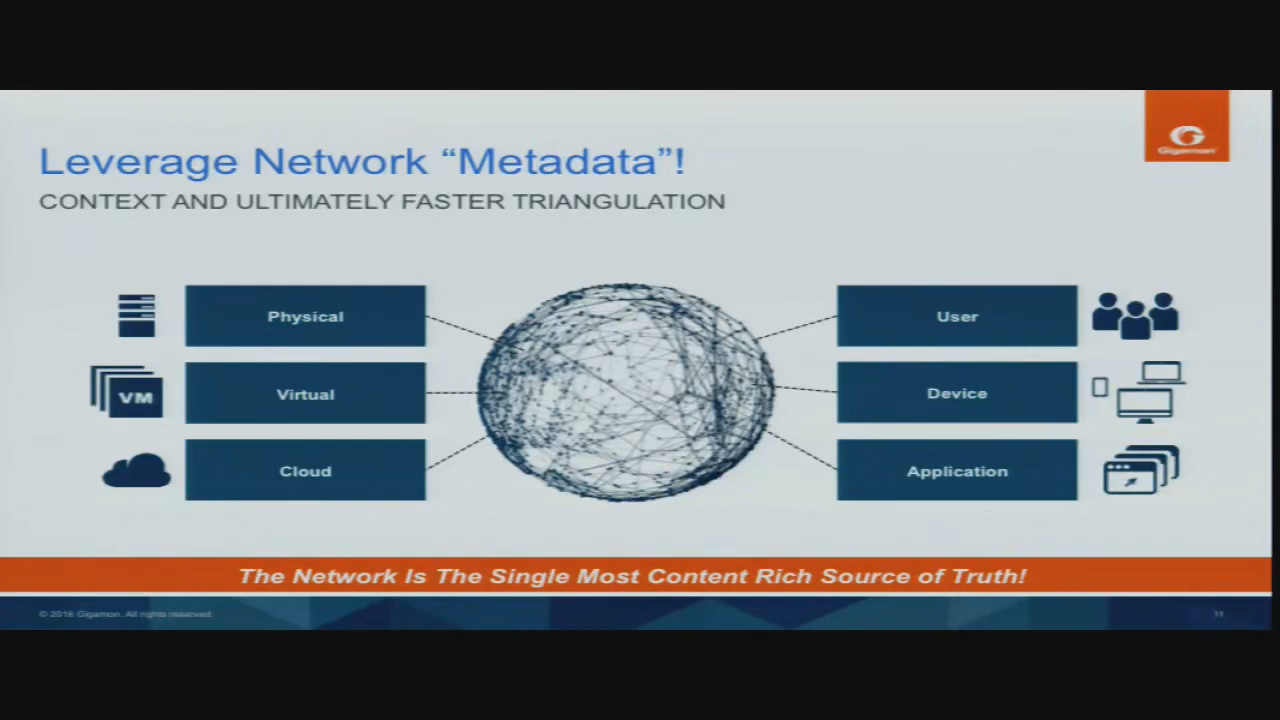 Gigamon
Leverage Network “Metadata”!
CONTEXT AND ULTIMATELY FASTER TRIANGULATION
Physical
User
VM
Virtual
Device
Cloud
Application
The Network Is The Single Most Content Rich Source of Truth!
© 2016 Gigamon. All rights reserved.
11